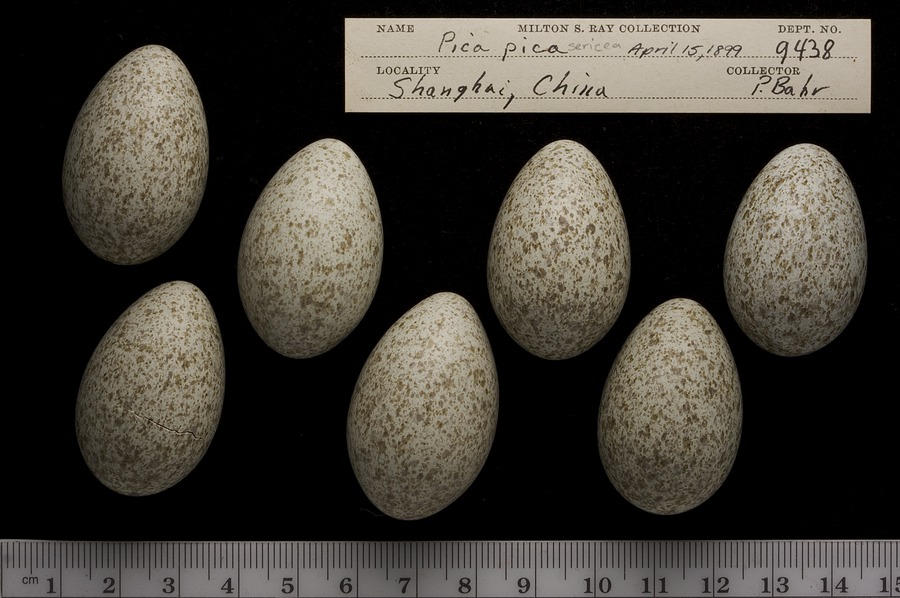 NAME MILTON S. RAY COLLECTION DEPT. NO.
Pica pica sericea April 15, 1899 9438
LOCALITY COLLECTOR
Shanghai, China P. Bahr
cm 1 2 3 4 5 6 7 8 9 10 11 12 13 14 15